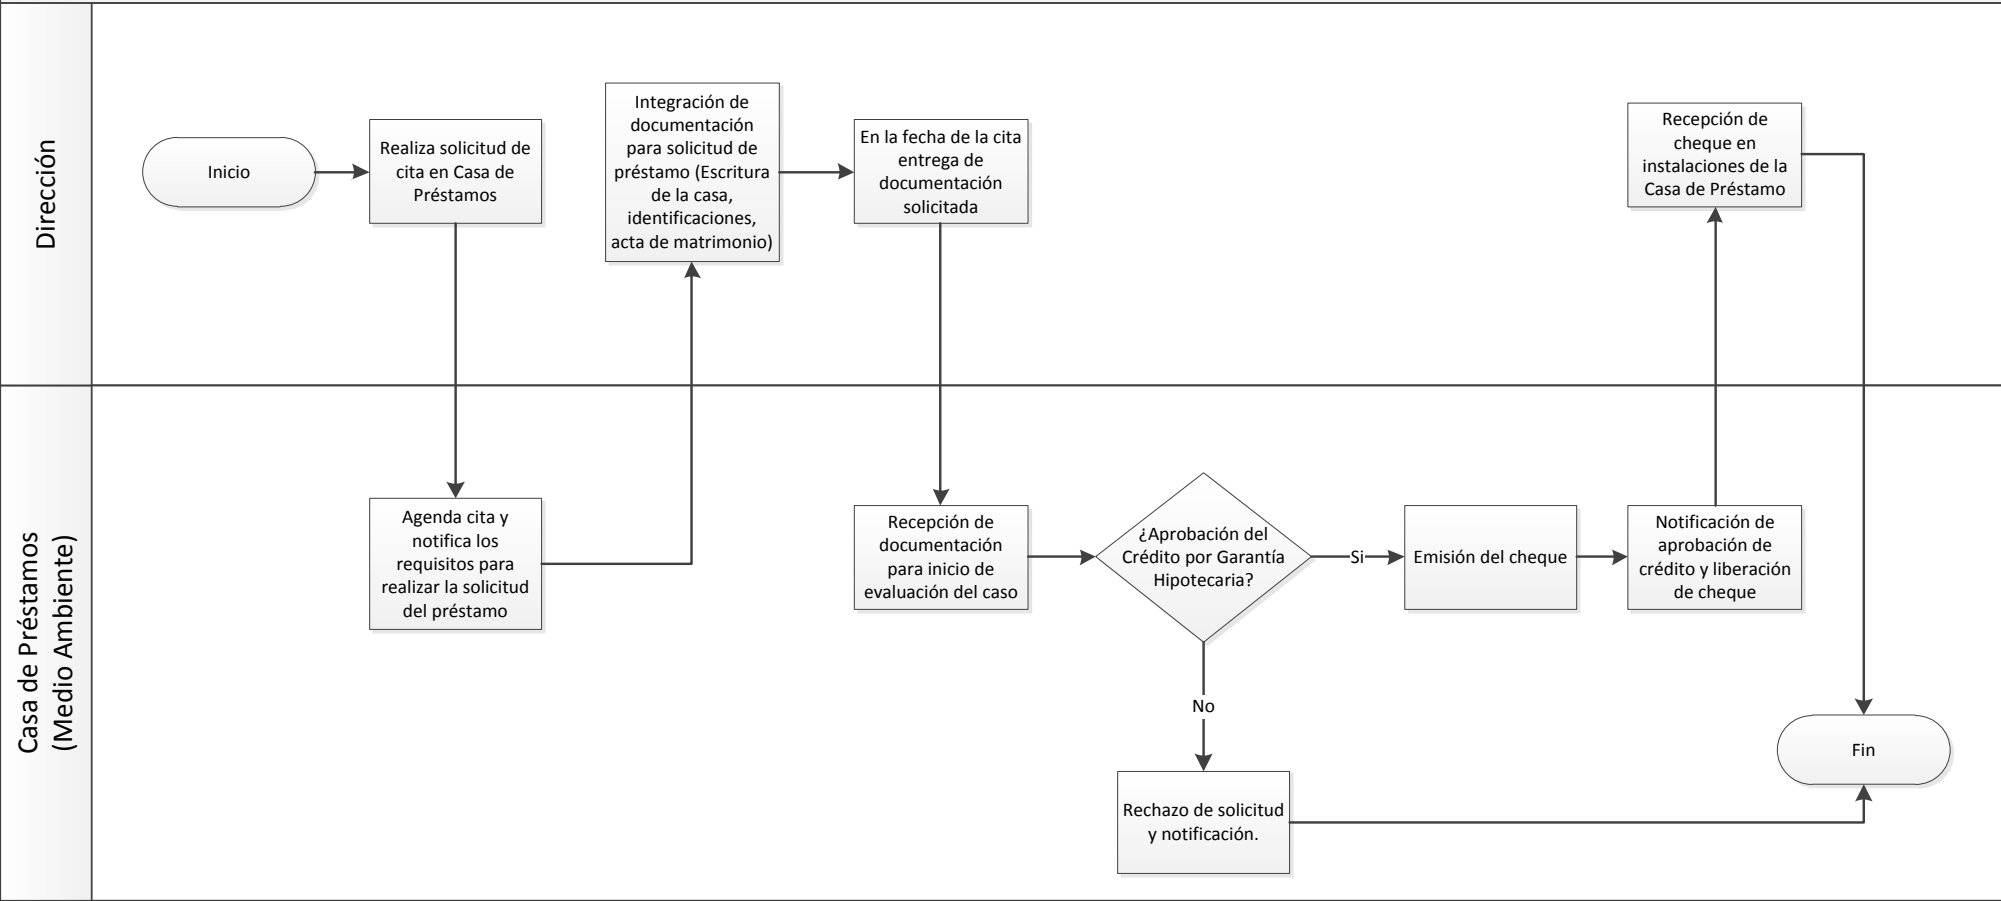 Dirección
Inicio
Realiza solicitud de
cita en Casa de
Préstamos
Integración de
documentación
para solicitud de
préstamo (Escritura
de la casa,
identificaciones,
acta de matrimonio)
En la fecha de la cita
entrega de
documentación
solicitada
Recepción de
cheque en
instalaciones de la
Casa de Préstamo
Casa de Préstamos
(Medio Ambiente)
Agenda cita y
notifica los
requisitos para
realizar la solicitud
del préstamo
Recepción de
documentación
para inicio de
evaluación del caso
¿Aprobación del
Crédito por Garantía
Hipotecaria?
Si
Emisión del cheque
Notificación de
aprobación de
crédito y liberación
de cheque
No
Rechazo de solicitud
y notificación.
Fin